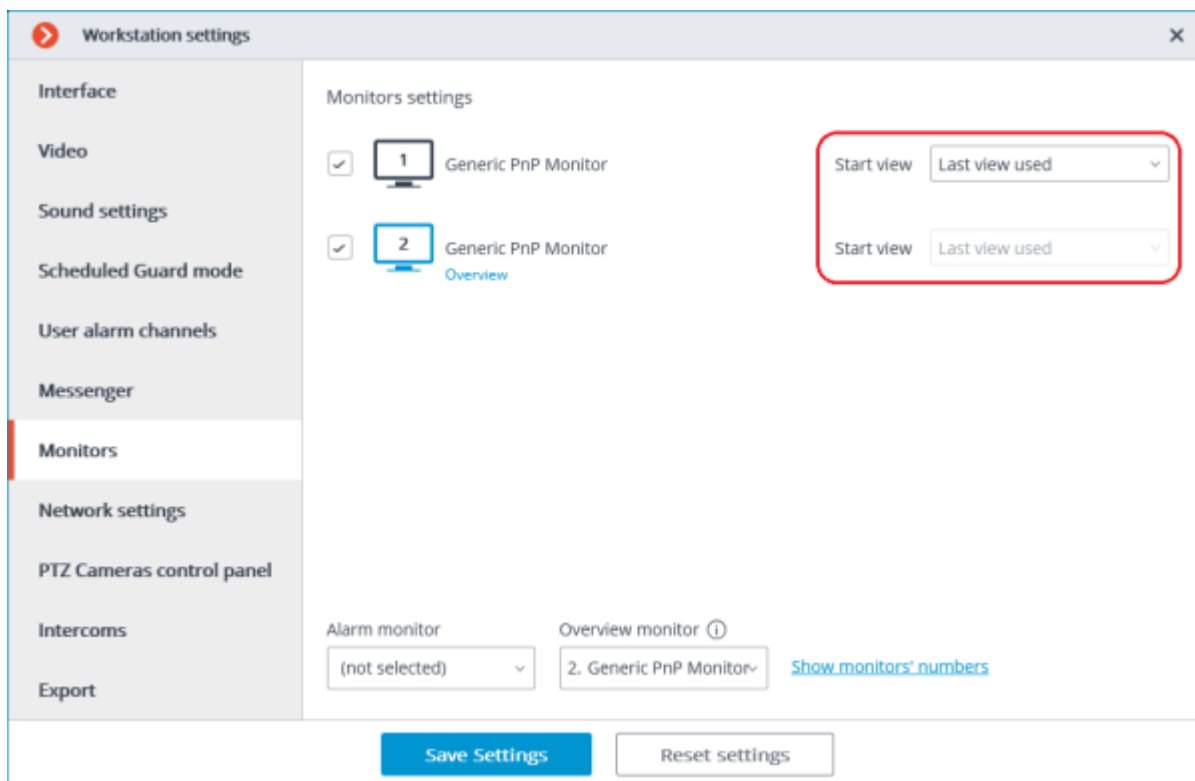 Workstation settings
Interface
Video
Sound settings
Scheduled Guard mode
User alarm channels
Messenger
Monitors
Network settings
PTZ Cameras control panel
Intercoms
Export
Monitors settings
1 Generic PnP Monitor Start view Last view used
2 Generic PnP Monitor Start view Last view used
Overview
Alarm monitor Overview monitor
(not selected) 2. Generic PnP Monitor Show monitors' numbers
Save Settings Reset settings